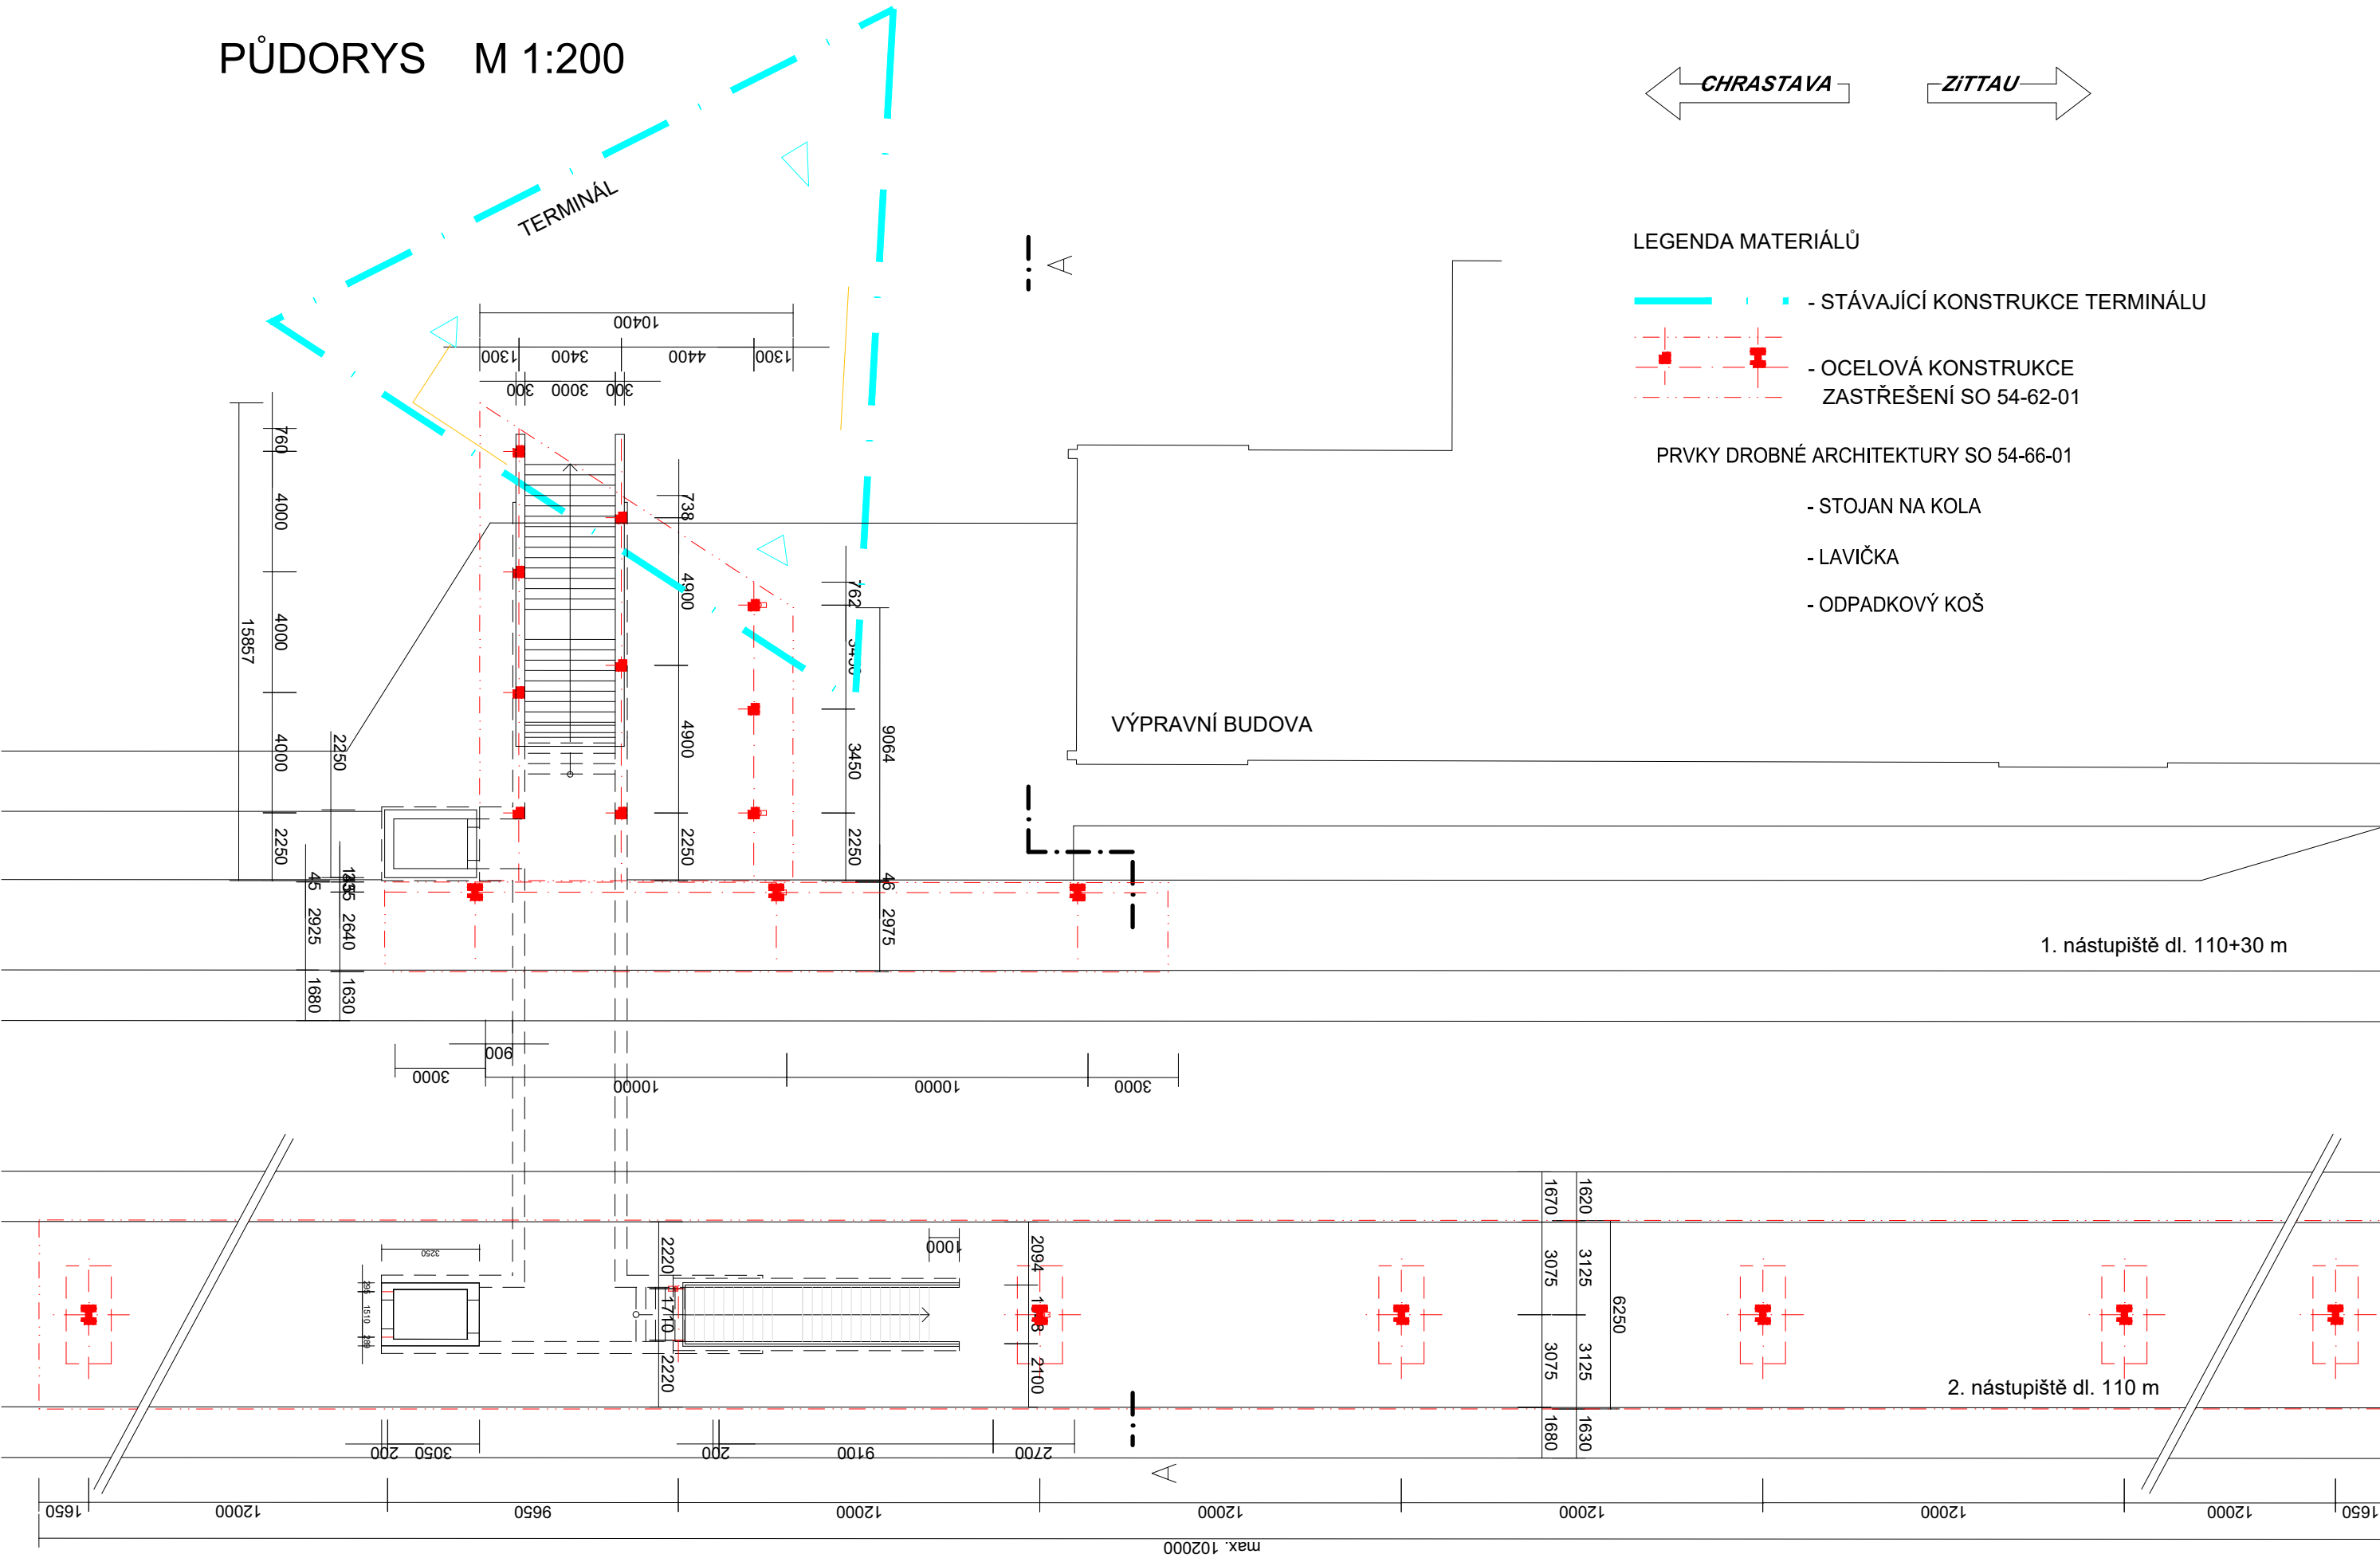 PŮDORYS M 1:200
CHRASTAVA
ZiTTAU
TERMINÁL
A
LEGENDA MATERIÁLŮ
- STÁVAJÍCÍ KONSTRUKCE TERMINÁLU
- OCELOVÁ KONSTRUKCE
ZASTŘEŠENÍ SO 54-62-01
PRVKY DROBNÉ ARCHITEKTURY SO 54-66-01
- STOJAN NA KOLA
- LAVIČKA
- ODPADKOVÝ KOŠ
10400
1300 3400 4400 1300
300 3000 300
760
4000
4000
4000
2250
15857
2250
738
4900
4900
2250
762
3450
2250
9064
46
2975
VÝPRAVNÍ BUDOVA
45
2925
1680
2640
1630
1. nástupiště dl. 110+30 m
900
3000 10000 10000 3000
1670
3075
3075
1680
1620
3125
3125
1630
6250
3250
295
1510
280
2220
1710
2220
1000
2094
2100
2. nástupiště dl. 110 m
200 3050 200 9100 2700
A
1650 12000 9650 12000 12000 12000 12000 12000 1650
max. 102000